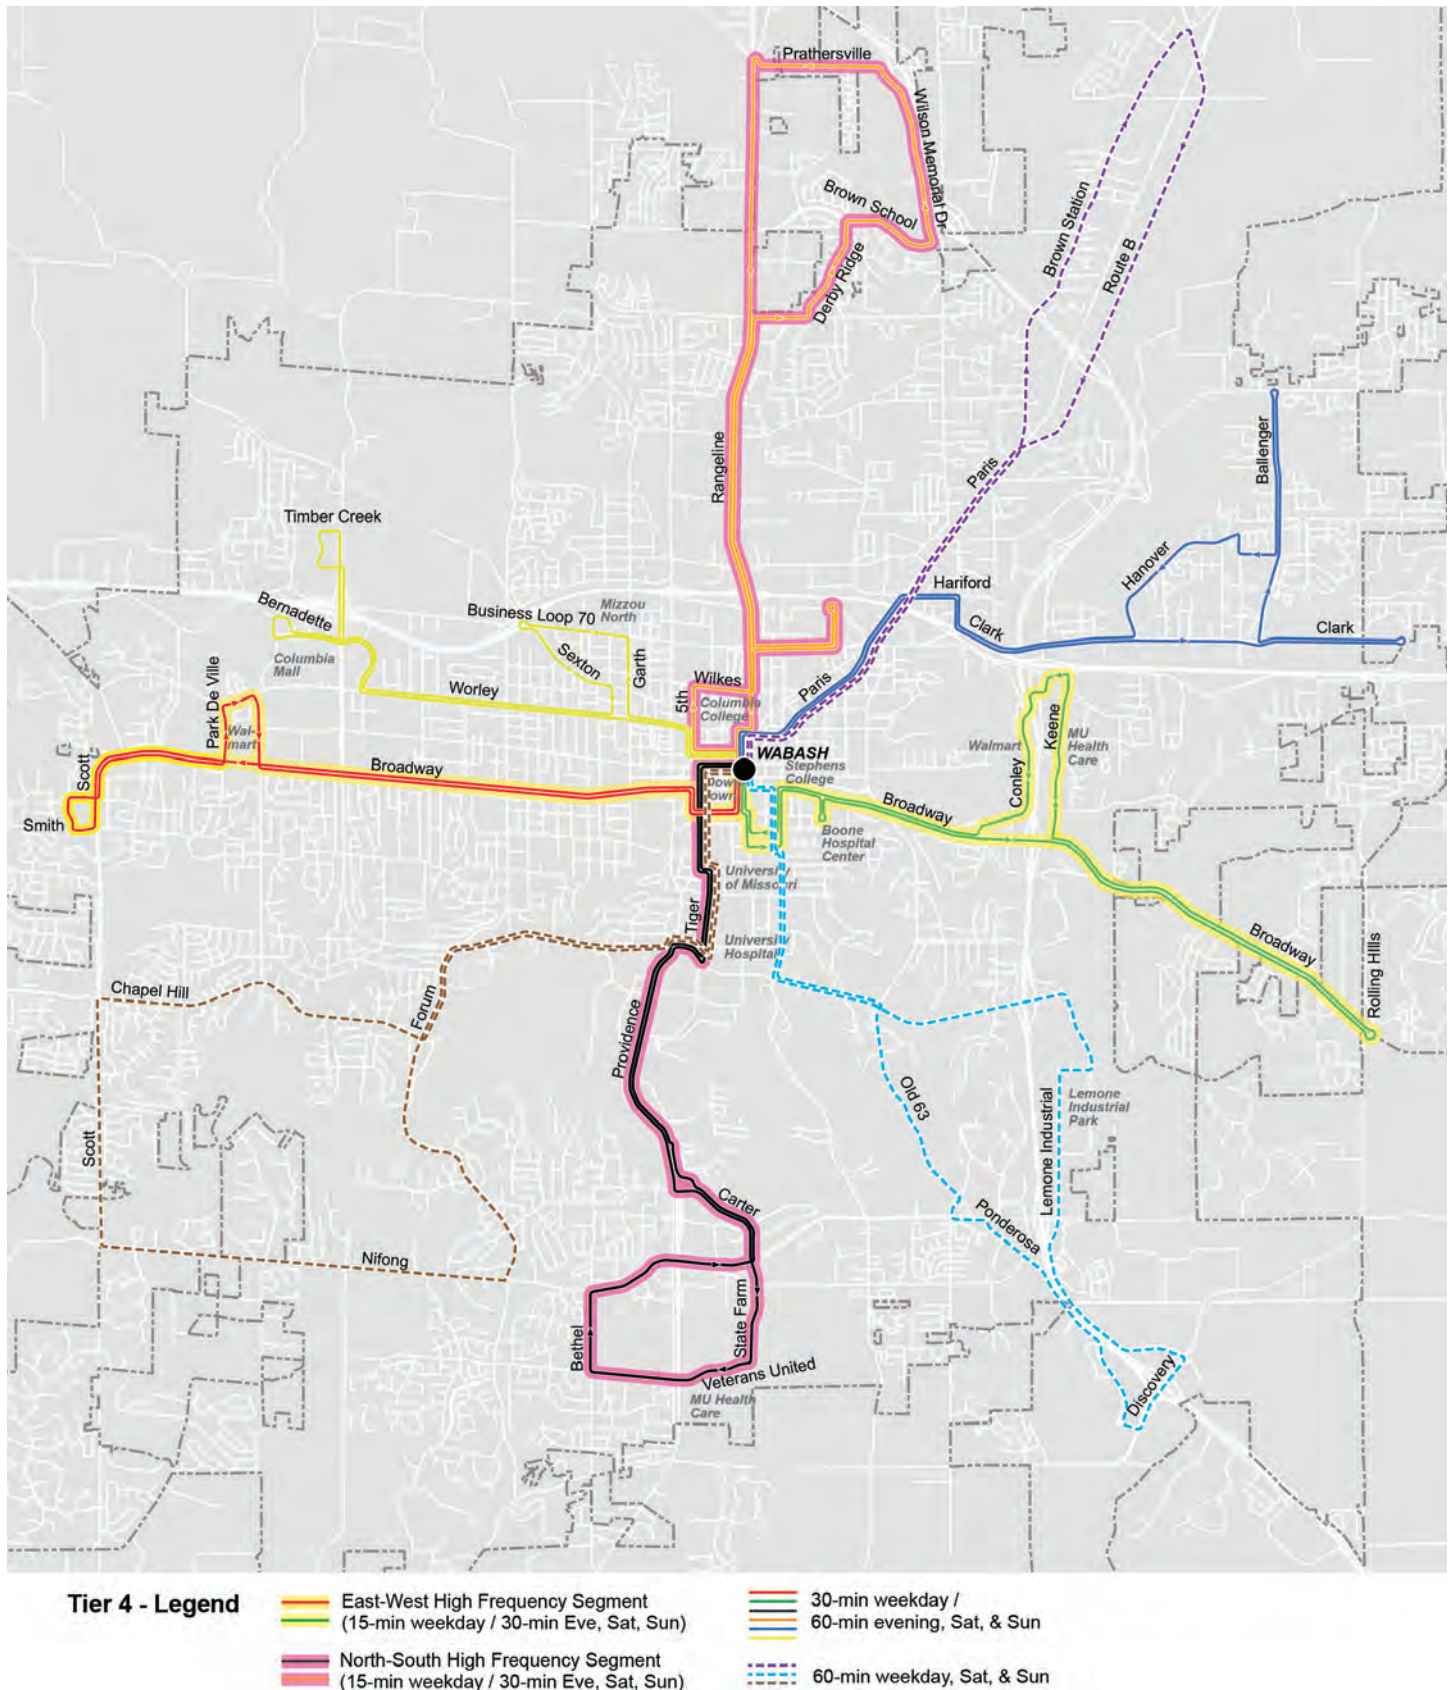 Prathersville
Wilson Memorial Dr
Brown School
Derby Ridge
Brown Station
Route B
Rangeline
Paris
Ballenger
Timber Creek
Hanover
Hariford
Bernadette
Business Loop 70
Mizzou
North
Clark
Clark
Columbia
Mall
Sexton
Garth
Wilkes
Paris
Worley
5th
Columbia
College
Park De Ville
Wal-
mart
Scott
Broadway
WABASH
Stephens
College
Walmart
Keene
MU
Health
Care
Conley
Down
town
Smith
Broadway
Boone
Hospital
Center
University
of Missouri
Tiger
University
Hospital
Broadway
Rolling HIlls
Chapel Hill
Forum
Providence
Old 63
Lemone Industrial
Lemone
Industrial
Park
Scott
Carter
Ponderosa
Nifong
Bethel
State Farm
Veterans United
MU Health
Care
Discovery
Tier 4 - Legend
East-West High Frequency Segment
(15-min weekday / 30-min Eve, Sat, Sun)
North-South High Frequency Segment
(15-min weekday / 30-min Eve, Sat, Sun)
30-min weekday /
60-min evening, Sat, & Sun
60-min weekday, Sat, & Sun